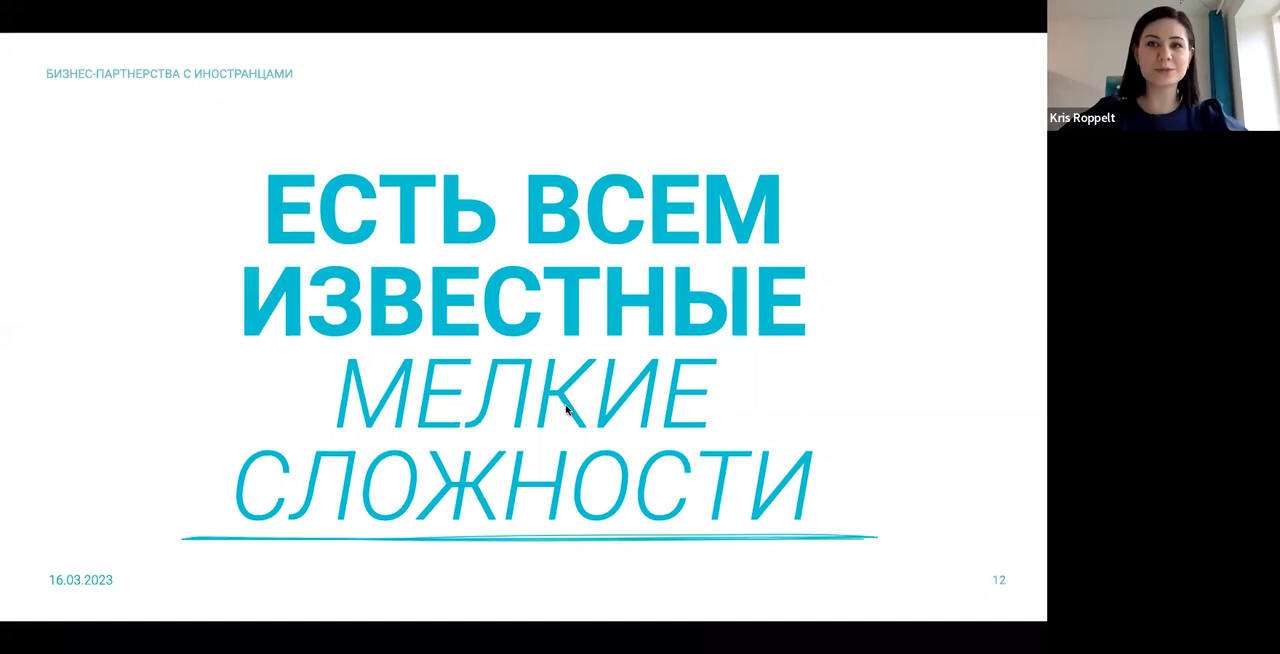 БИЗНЕС-ПАРТНЕРСТВА С ИНОСТРАНЦАМИ
ЕСТЬ ВСЕМ
ИЗВЕСТНЫЕ
МЕЛКИЕ
СЛОЖНОСТИ
16.03.2023
12
Kris Roppelt